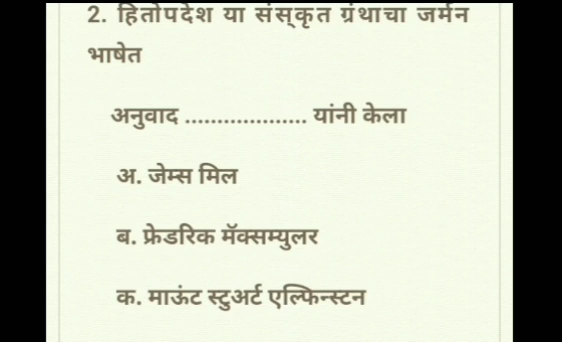 2. हितोपदेश या संस्कृत ग्रंथाचा जर्मन
भाषेत
अनुवाद ................... यांनी केला
अ. जेम्स मिल
ब. फ्रेडरिक मॅक्सम्युलर
क. माऊंट स्टुअर्ट एल्फिन्स्टन